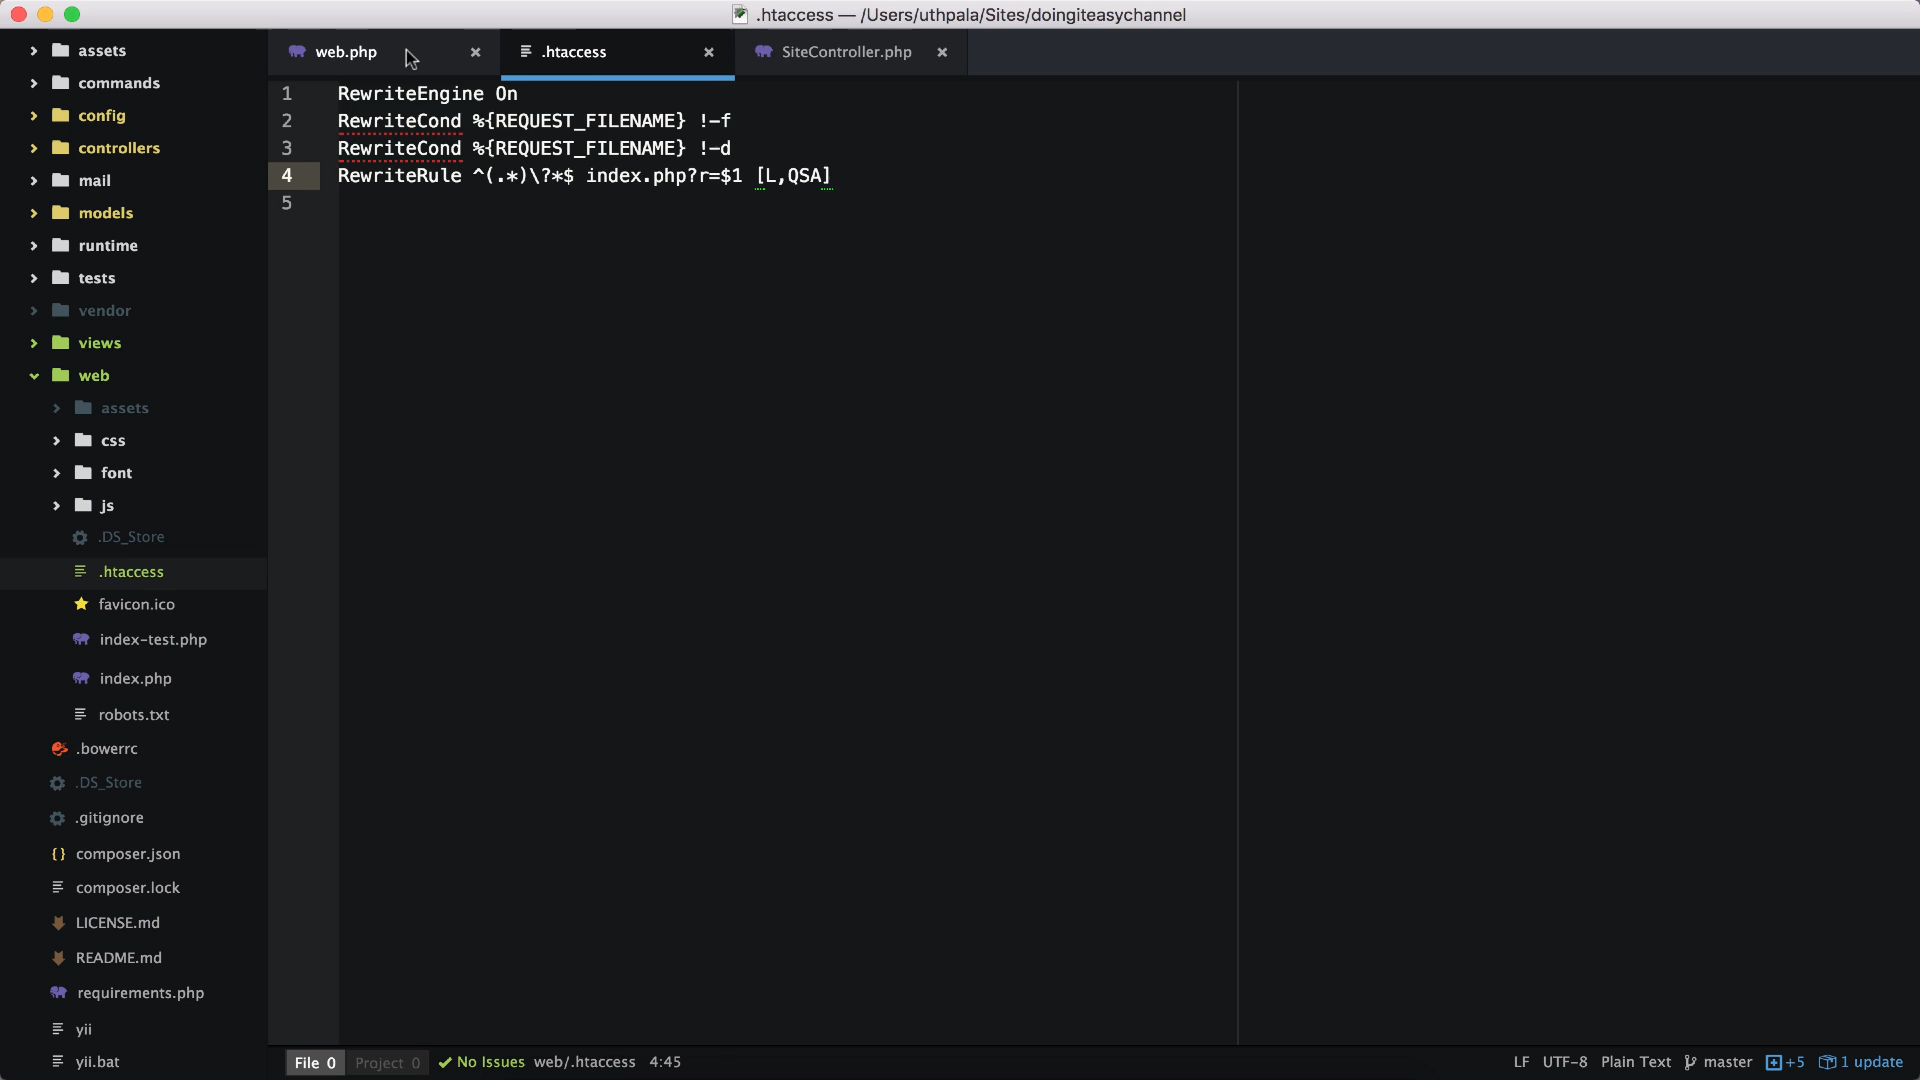 .htaccess — /Users/uthpala/Sites/doingiteasychannel
assets
commands
config
controllers
mail
models
runtime
tests
vendor
views
web
assets
css
font
js
.DS_Store
.htaccess
favicon.ico
index-test.php
index.php
robots.txt
.bowerrc
.DS_Store
.gitignore
composer.json
composer.lock
LICENSE.md
README.md
requirements.php
yii
yii.bat
web.php
.htaccess
SiteController.php
1 RewriteEngine On
2 RewriteCond %{REQUEST_FILENAME} !-f
3 RewriteCond %{REQUEST_FILENAME} !-d
4 RewriteRule ^(.*)\?*$ index.php?r=$1 [L,QSA]
5
File 0 Project 0 No Issues web/.htaccess 4:45 LF UTF-8 Plain Text master +5 1 update